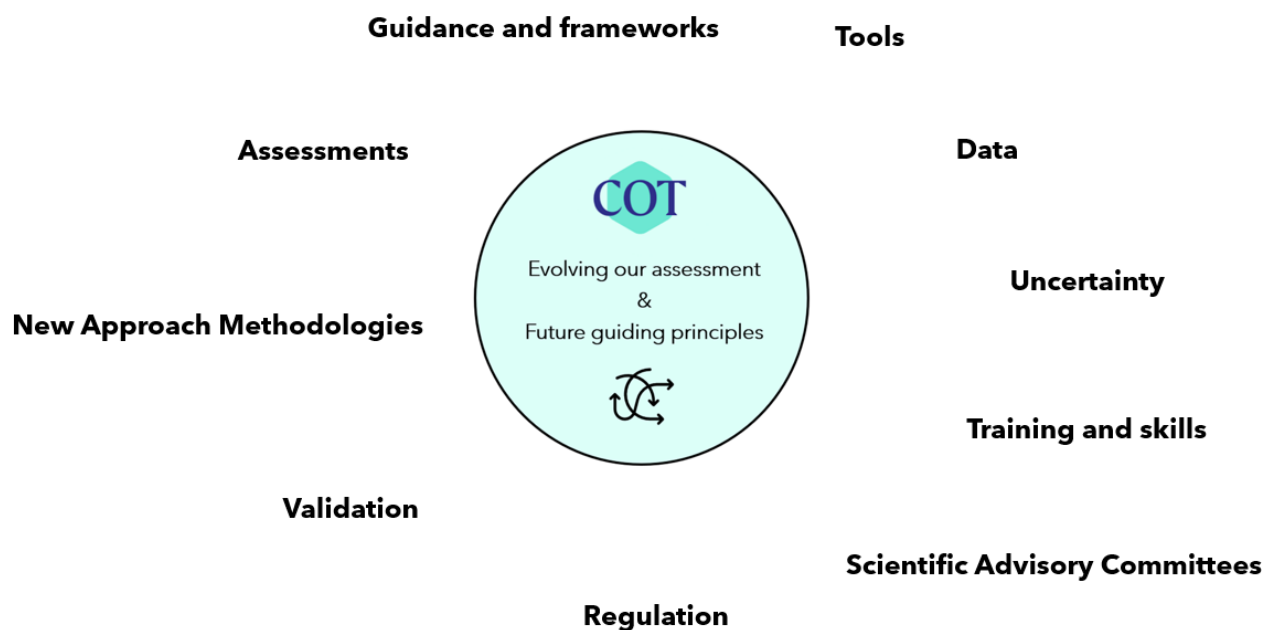 Guidance and frameworks
Tools
Assessments
Data
COT
Evolving our assessment
&
Future guiding principles
Uncertainty
New Approach Methodologies
Training and skills
Validation
Scientific Advisory Committees
Regulation